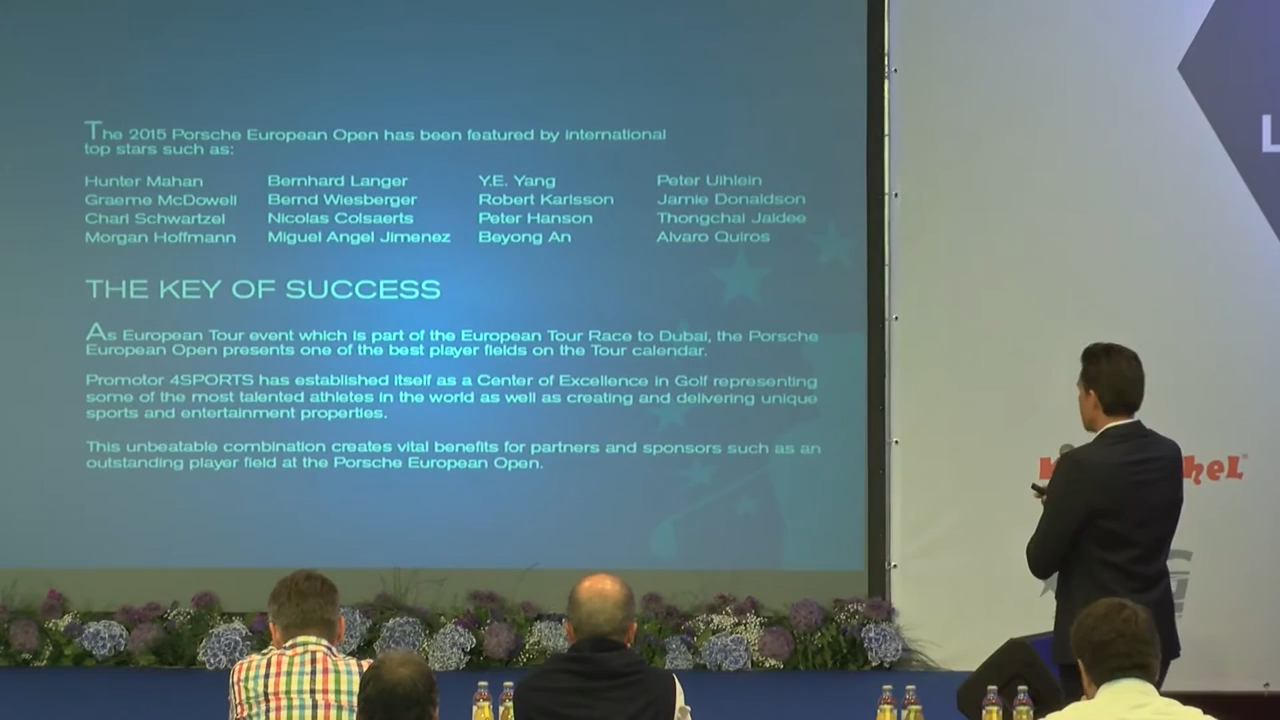 The 2015 Porsche European Open has been featured by international
top stars such as:
Hunter Mahan Bernhard Langer Y.E. Yang Peter Uihlein
Graeme McDowell Bernd Wiesberger Robert Karlsson Jamie Donaldson
Charl Schwartzel Nicolas Colsaerts Peter Hanson Thongchai Jaidee
Morgan Hoffmann Miguel Angel Jimenez Beyong An Alvaro Quiros
THE KEY OF SUCCESS
As European Tour event which is part of the European Tour Race to Dubai, the Porsche
European Open presents one of the best player fields on the Tour calendar.
Promotor 4SPORTS has established itself as a Center of Excellence in Golf representing
some of the most talented athletes in the world as well as creating and delivering unique
sports and entertainment properties.
This unbeatable combination creates vital benefits for partners and sponsors such as an
outstanding player field at the Porsche European Open.
L